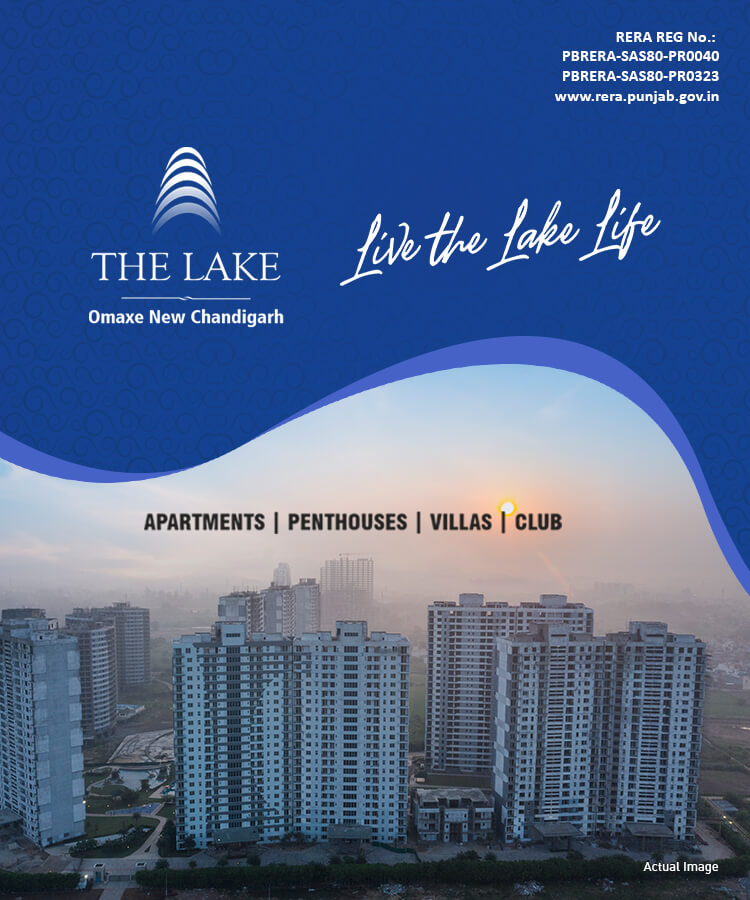 RERA REG No.:
PBRERA-SAS80-PR0040
PBRERA-SAS80-PR0323
www.rera.punjab.gov.in
THE LAKE
Omaxe New Chandigarh
Live the Lake Life
APARTMENTS | PENTHOUSES | VILLAS | CLUB
Actual Image